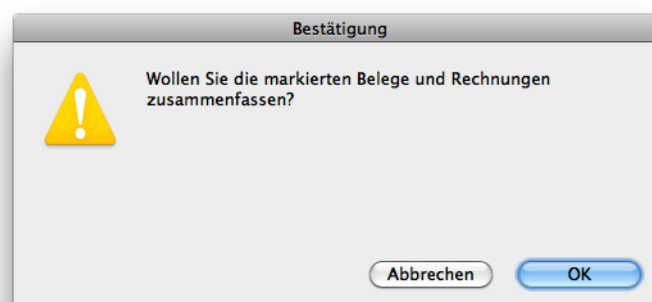 Bestätigung
Wollen Sie die markierten Belege und Rechnungen
zusammenfassen?
Abbrechen
OK